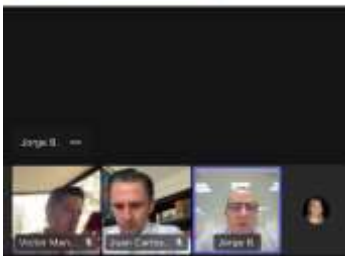 Jorge B. ...
Victor Man...
Juan Carlos...
Jorge B.